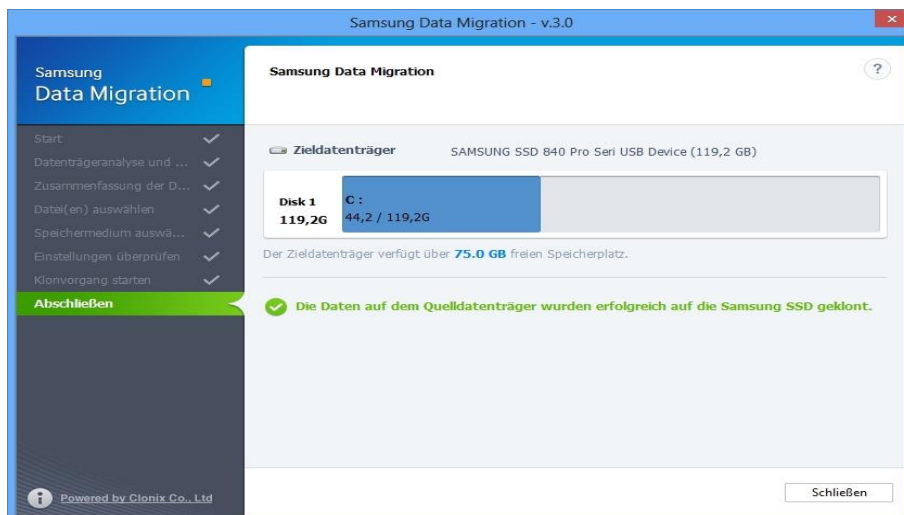 Samsung Data Migration - v.3.0
Samsung
Data Migration
Samsung Data Migration
?
Start
Datenträgeranalyse und ...
Zusammenfassung der D...
Datei(en) auswählen
Speichermedium auswä...
Einstellungen überprüfen
Klonvorgang starten
Abschließen
Zieldatenträger SAMSUNG SSD 840 Pro Seri USB Device (119,2 GB)
Disk 1
119,2G
C :
44,2 / 119,2G
Der Zieldatenträger verfügt über 75.0 GB freien Speicherplatz.
Die Daten auf dem Quelldatenträger wurden erfolgreich auf die Samsung SSD geklont.
Powered by Clonix Co., Ltd
Schließen